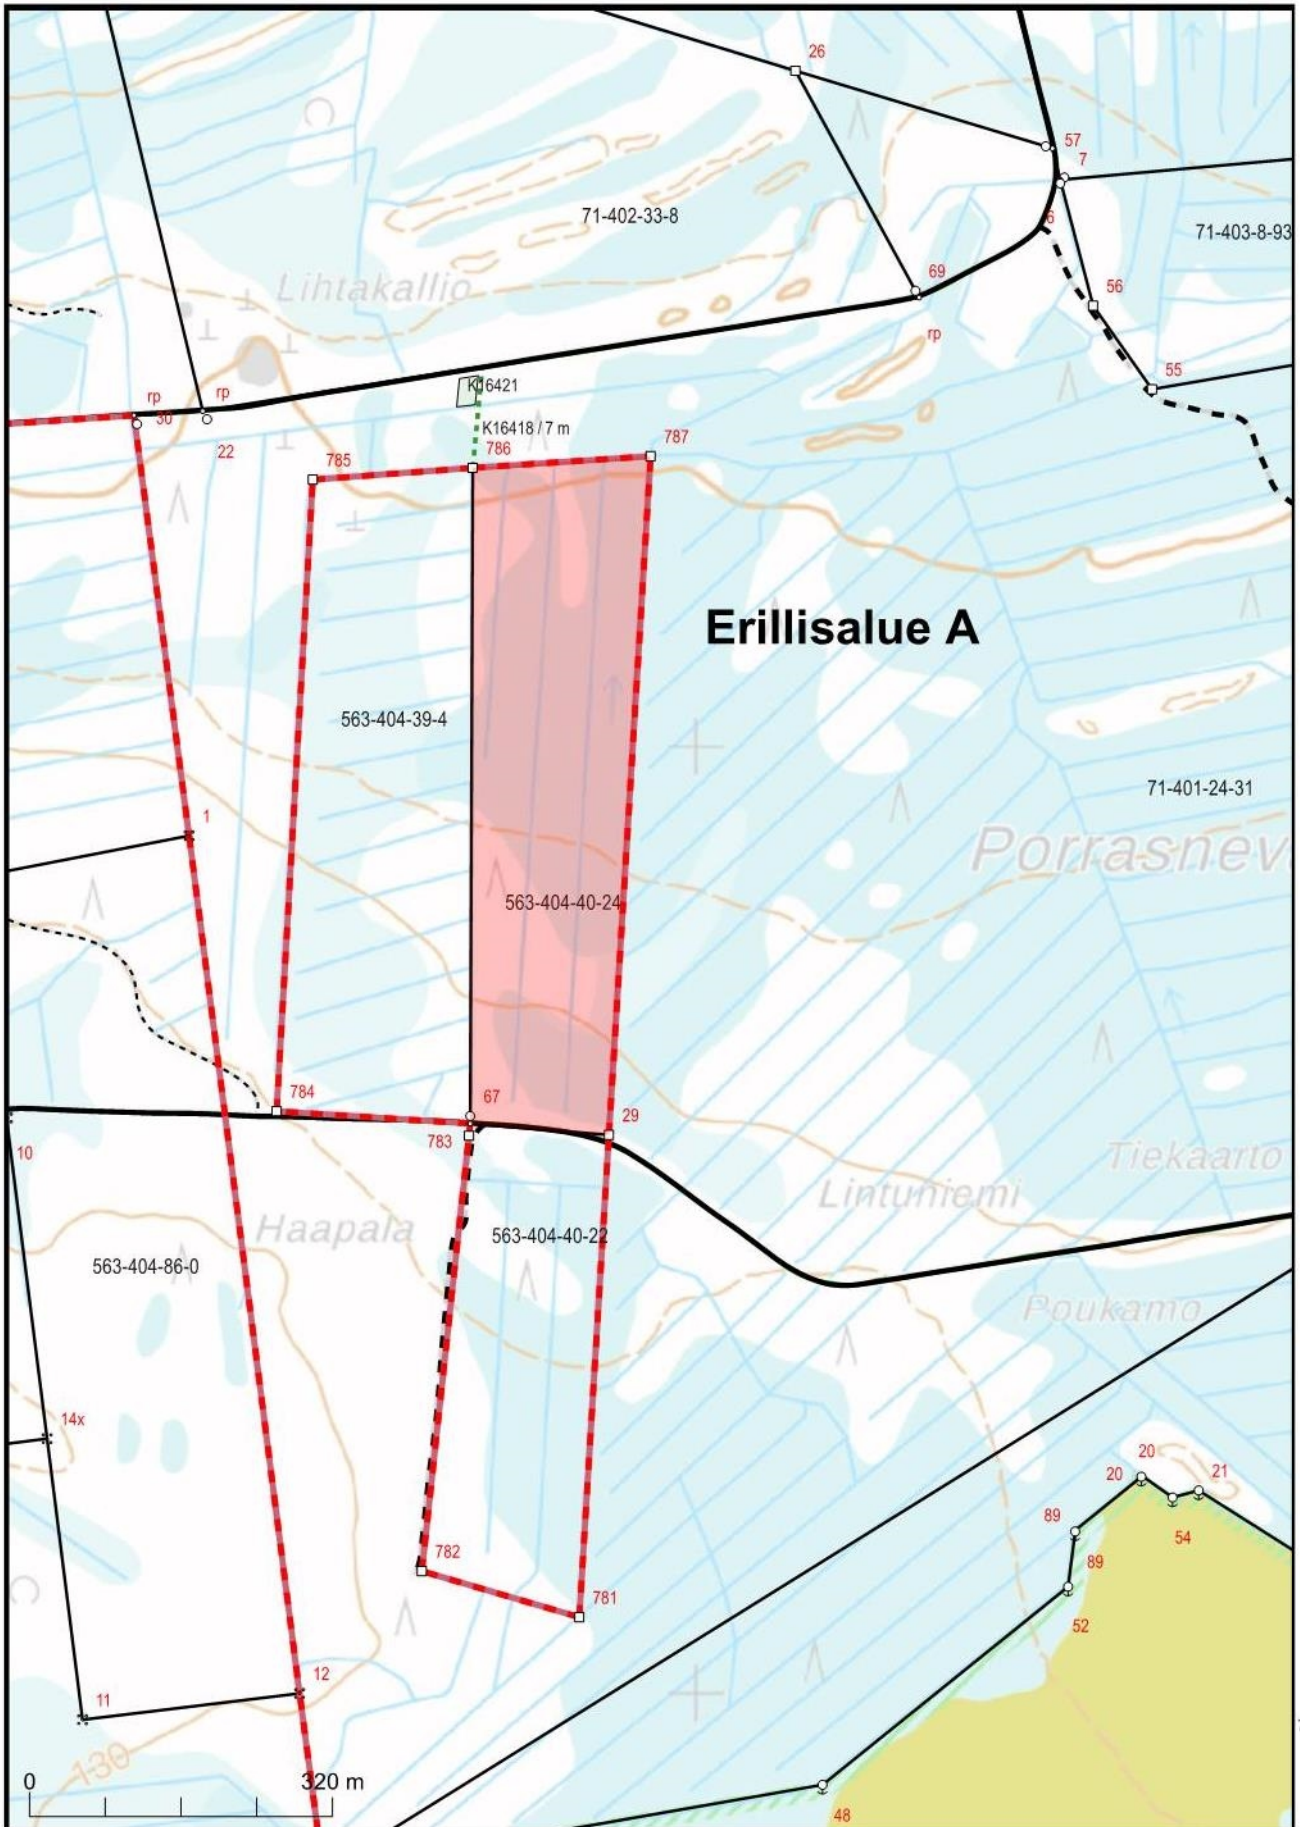 26
57
7
71-402-33-8
6
71-403-8-93
69
Lihtakallio
56
rp
55
K16421
rp
rp
30
K16418 / 7 m
22
785
786
787
Erillisalue A
563-404-39-4
71-401-24-31
1
Porrasnev
563-404-40-24
784
67
29
783
10
Tiekaarto
Lintuniemi
Haapala
563-404-40-22
563-404-86-0
Poukamo
14x
20
20
21
89
54
782
89
781
52
12
11
130
0
320 m
48